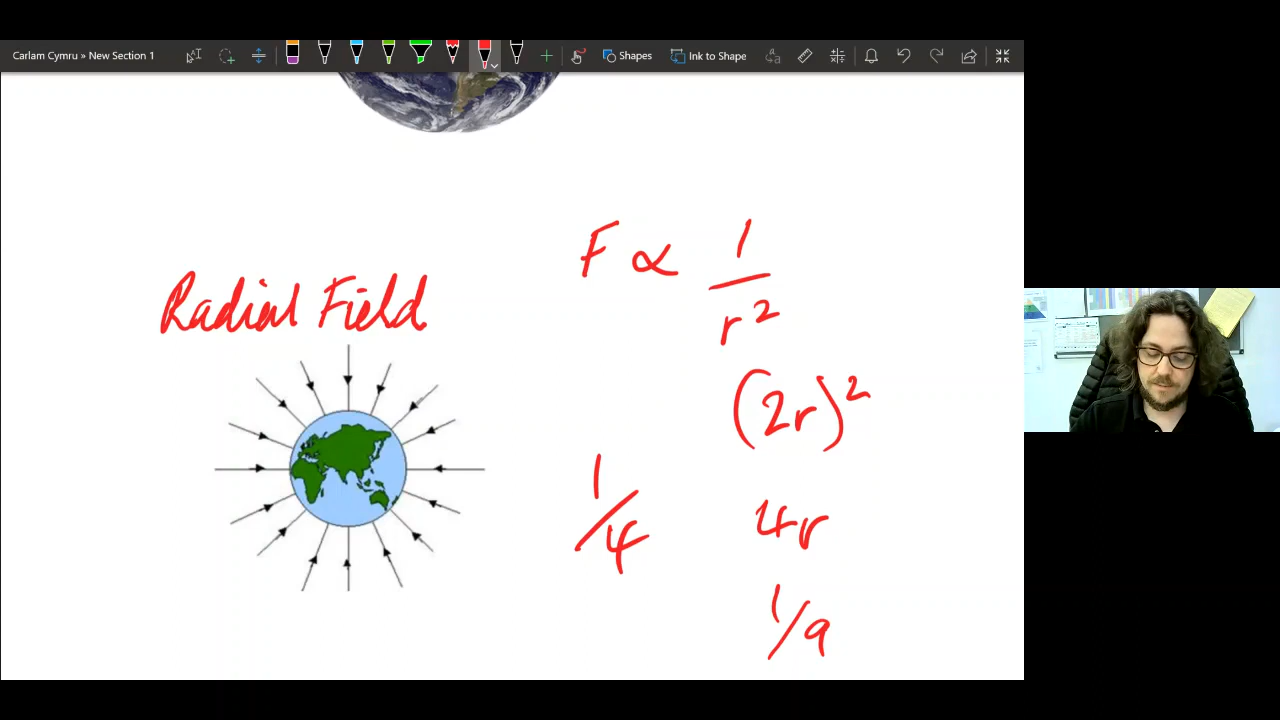 Carlam Cymru » New Section 1
Shapes
Ink to Shape
Radial Field
F ∝ 1/r²
(2r)²
1/4
4r
1/9